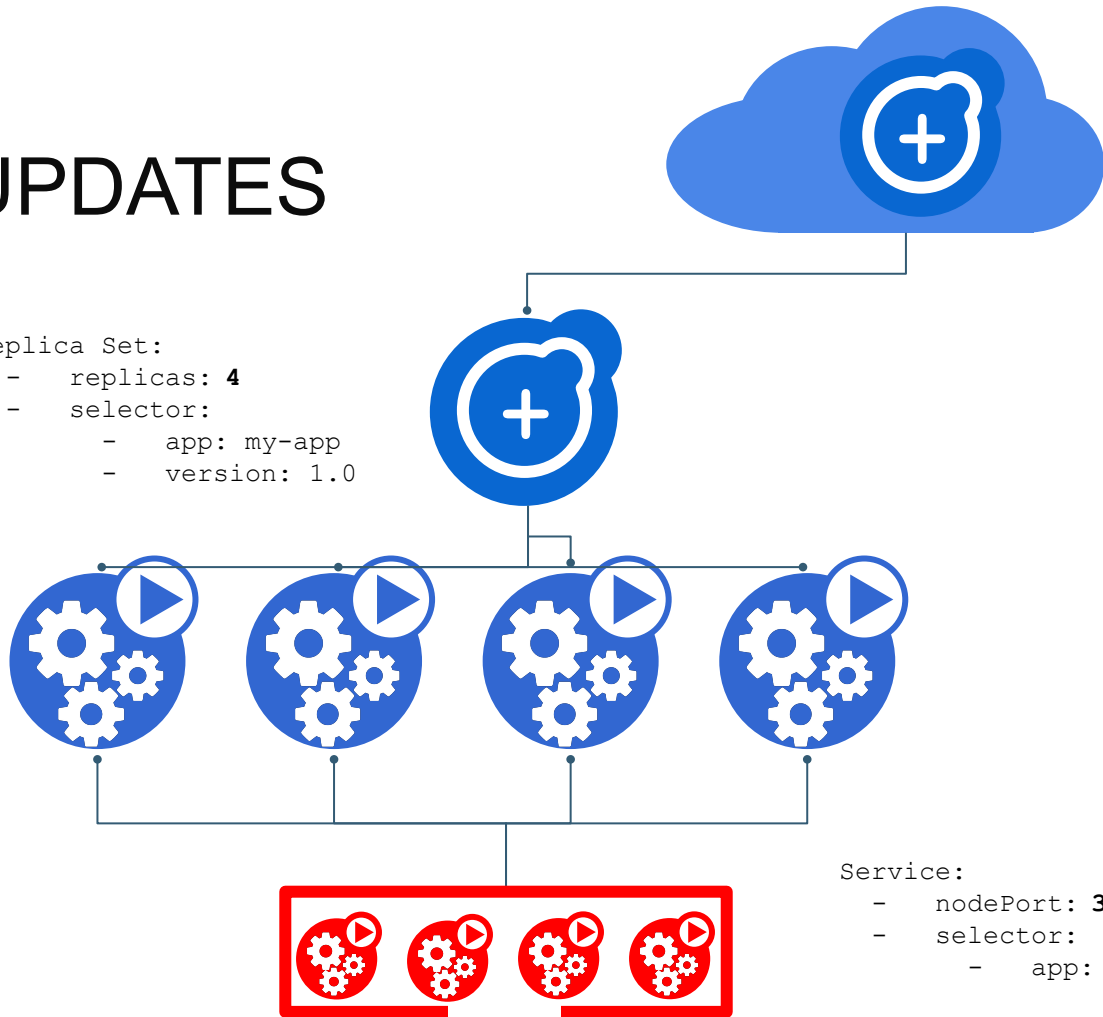 UPDATES
eplica Set:
- replicas: 4
- selector:
- app: my-app
- version: 1.0
Service:
- nodePort: 3
- selector:
- app: